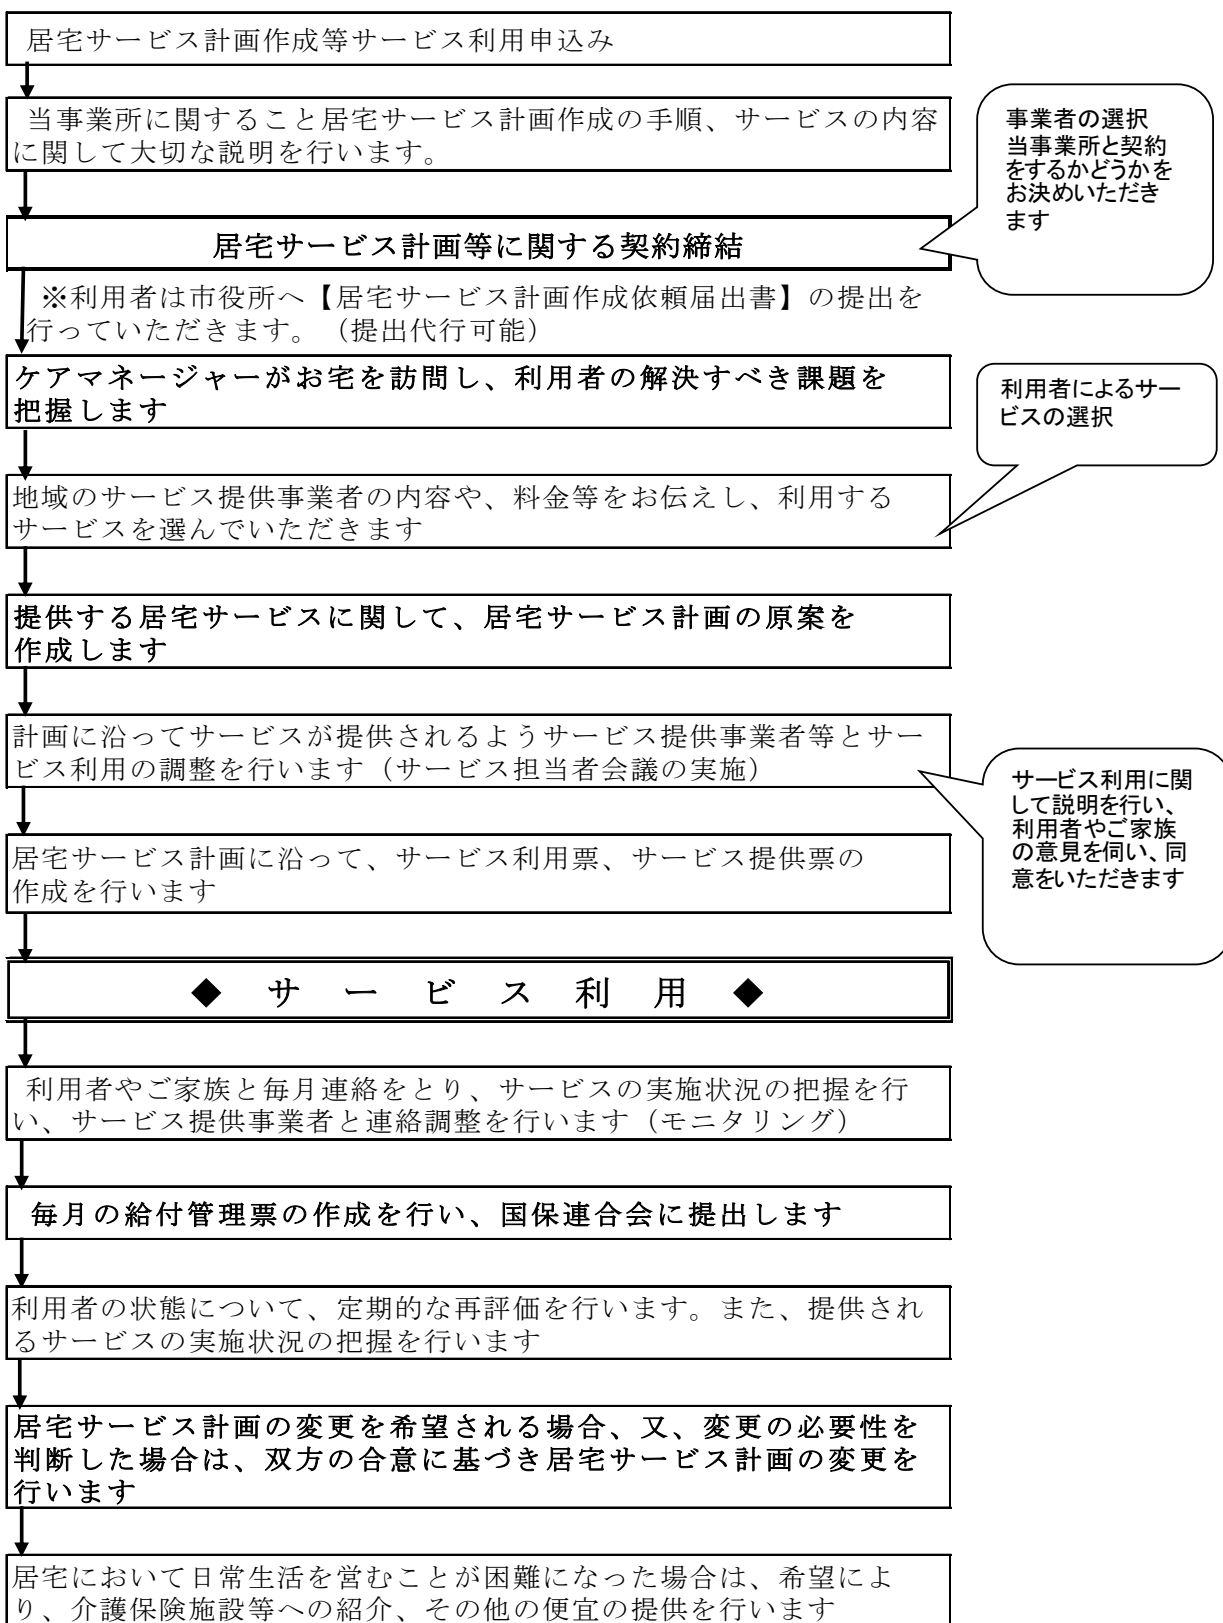 居宅サービス計画作成等サービス利用申込み
当事業所に関すること居宅サービス計画作成の手順、サービスの内容
に関して大切な説明を行います。
事業者の選択
当事業所と契約
をするかどうかを
お決めいただき
ます
居宅サービス計画等に関する契約締結
※利用者は市役所へ【居宅サービス計画作成依頼届出書】の提出を
行っていただきます。（提出代行可能）
ケアマネージャーがお宅を訪問し、利用者の解決すべき課題を
把握します
利用者によるサー
ビスの選択
地域のサービス提供事業者の内容や、料金等をお伝えし、利用する
サービスを選んでいただきます
提供する居宅サービスに関して、居宅サービス計画の原案を
作成します
計画に沿ってサービスが提供されるようサービス提供事業者等とサー
ビス利用の調整を行います（サービス担当者会議の実施）
サービス利用に関
して説明を行い、
利用者やご家族
の意見を伺い、同
意をいただきます
居宅サービス計画に沿って、サービス利用票、サービス提供票の
作成を行います
◆ サ ー ビ ス 利 用 ◆
利用者やご家族と毎月連絡をとり、サービスの実施状況の把握を行
い、サービス提供事業者と連絡調整を行います（モニタリング）
毎月の給付管理票の作成を行い、国保連合会に提出します
利用者の状態について、定期的な再評価を行います。また、提供され
るサービスの実施状況の把握を行います
居宅サービス計画の変更を希望される場合、又、変更の必要性を
判断した場合は、双方の合意に基づき居宅サービス計画の変更を
行います
居宅において日常生活を営むことが困難になった場合は、希望によ
り、介護保険施設等への紹介、その他の便宜の提供を行います